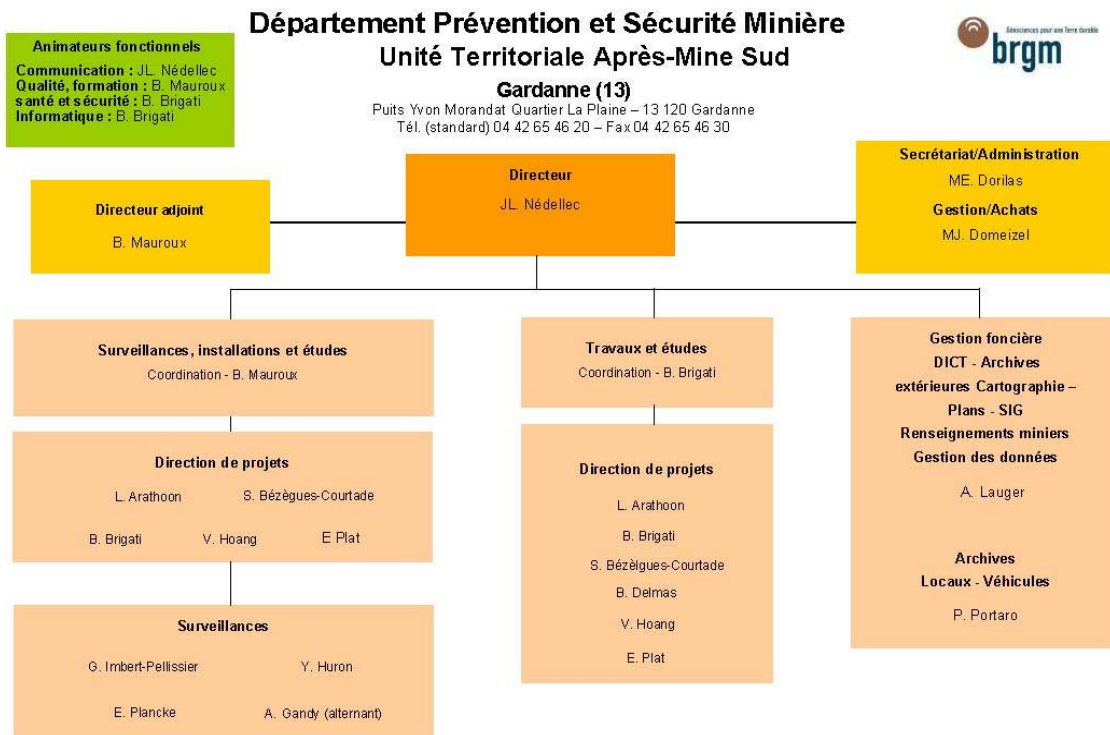 Département Prévention et Sécurité Minière
Unité Territoriale Après-Mine Sud
Gardanne (13)
Puits Yvon Morandat Quartier La Plaine – 13 120 Gardanne
Tél. (standard) 04 42 65 46 20 – Fax 04 42 65 46 30
Géosciences pour une Terre durable
brgm
Animateurs fonctionnels
Communication : JL. Nédellec
Qualité, formation : B. Mauroux
santé et sécurité : B. Brigati
Informatique : B. Brigati
Directeur adjoint
B. Mauroux
Directeur
JL. Nédellec
Secrétariat/Administration
ME. Dorilas
Gestion/Achats
MJ. Domeizel
Surveillances, installations et études
Coordination - B. Mauroux
Direction de projets
L. Arathoon
S. Bézègues-Courtade
B. Brigati
V. Hoang
E Plat
Surveillances
G. Imbert-Pellissier
Y. Huron
E. Plancke
A. Gandy (alternant)
Travaux et études
Coordination - B. Brigati
Direction de projets
L. Arathoon
B. Brigati
S. Bézèlgues-Courtade
B. Delmas
V. Hoang
E. Plat
Gestion foncière
DICT - Archives
extérieures Cartographie –
Plans - SIG
Renseignements miniers
Gestion des données
A. Lauger
Archives
Locaux - Véhicules
P. Portaro